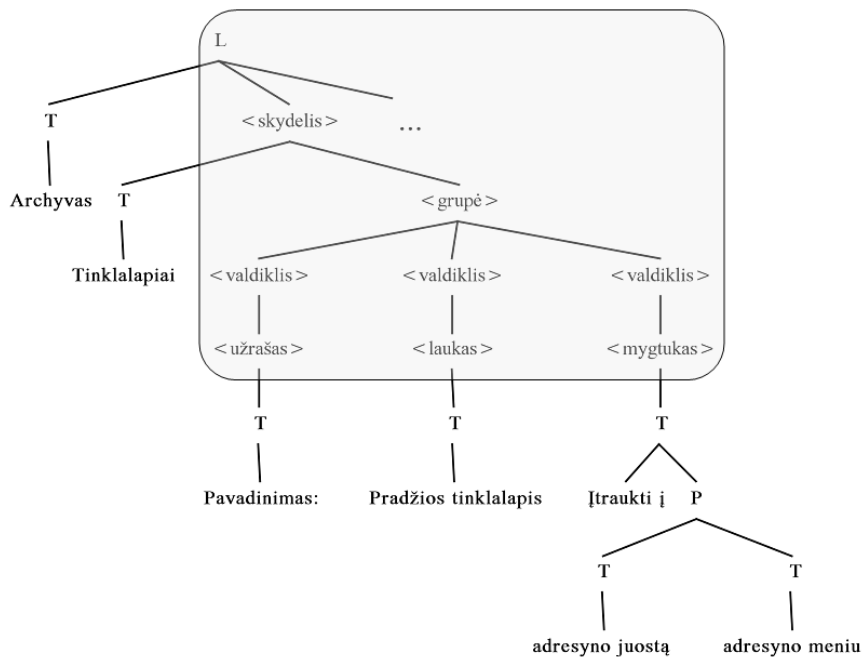 L
T <skydelis> ...
Archyvas T <grupė>
Tinklalapiai <valdiklis> <valdiklis> <valdiklis>
<užrašas> <laukas> <mygtukas>
T T T
Pavadinimas: Pradžios tinklalapis Įtraukti į P
T T
adresyno juostą adresyno meniu